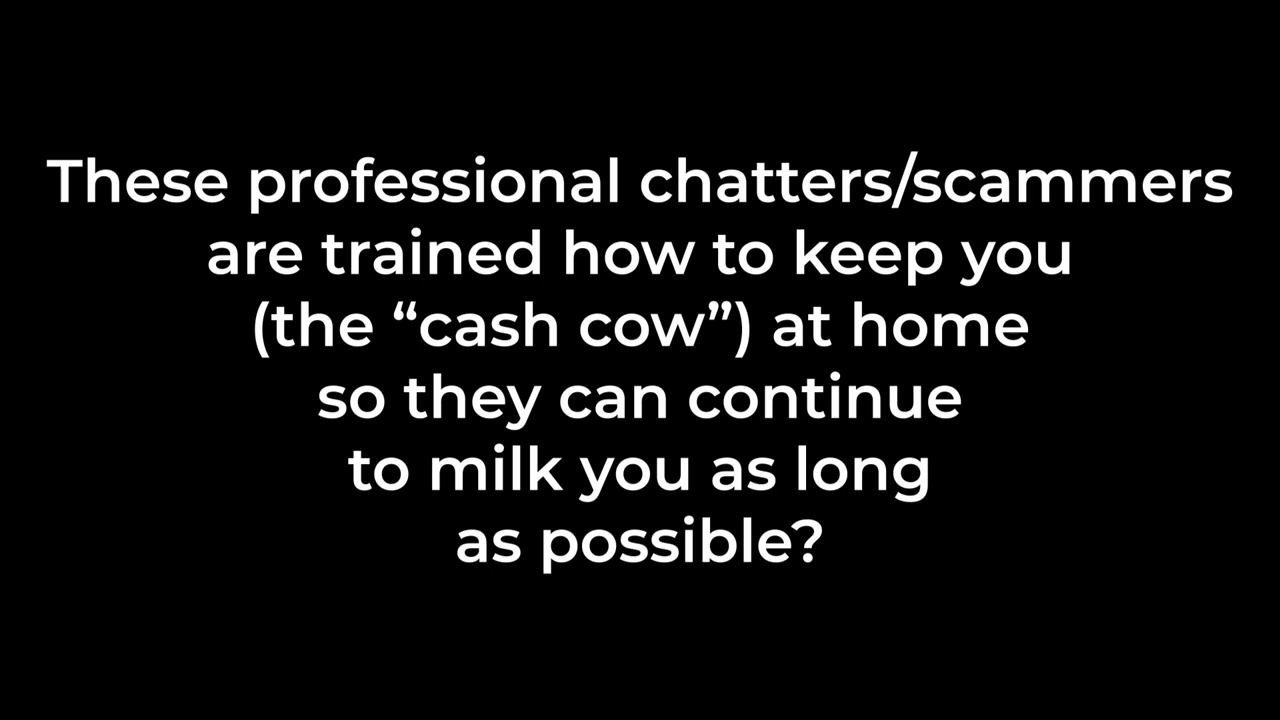 These professional chatters/scammers
are trained how to keep you
(the “cash cow”) at home
so they can continue
to milk you as long
as possible?